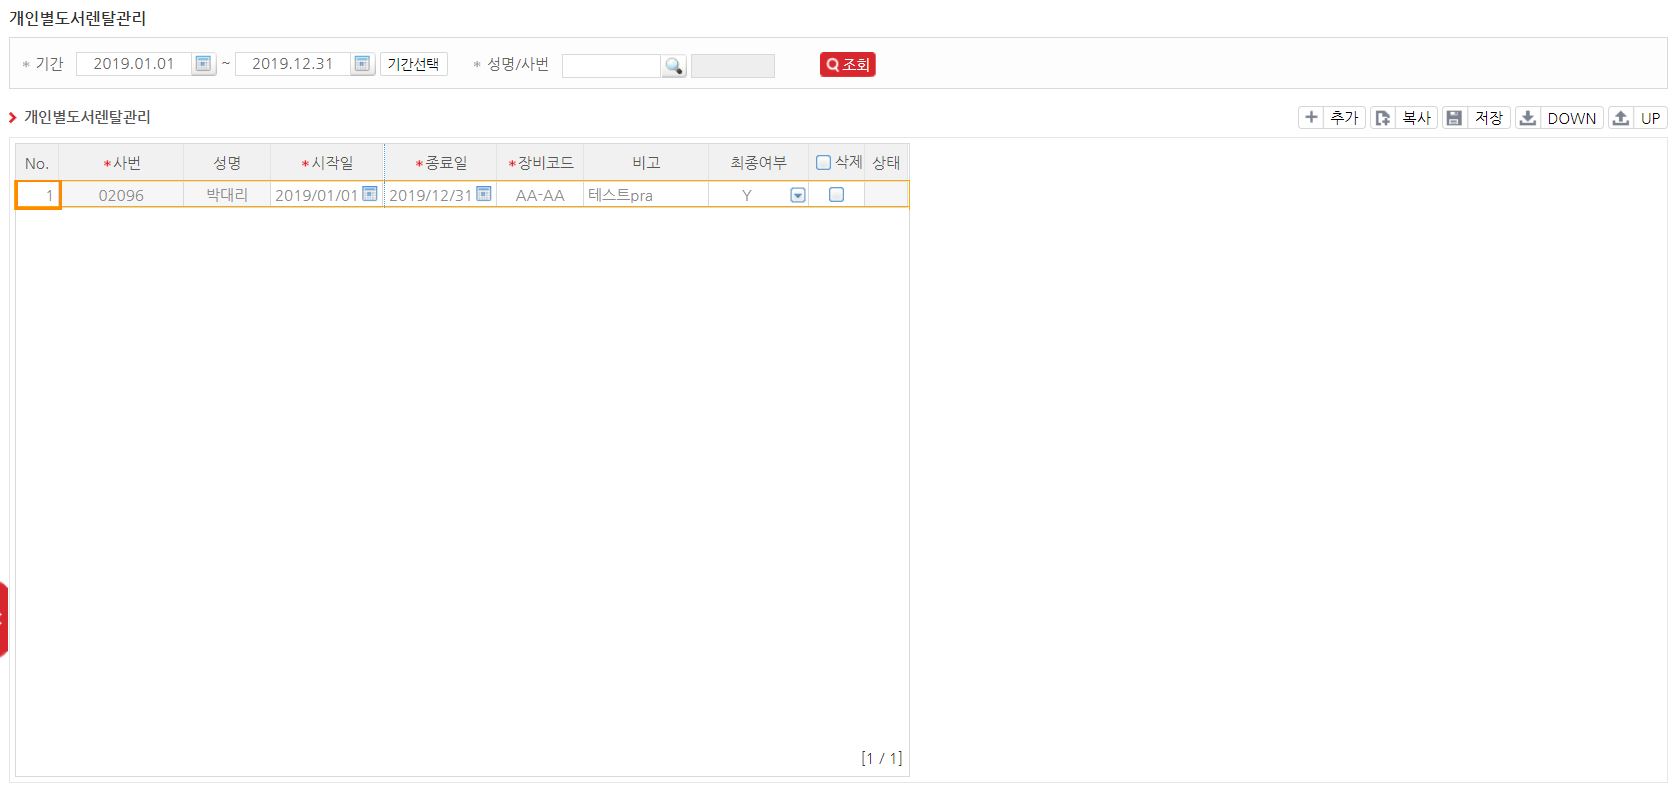 개인별도서렌탈관리
* 기간 2019.01.01 ~ 2019.12.31 기간선택 * 성명/사번 조회
개인별도서렌탈관리 추가 복사 저장 DOWN UP
No. *사번 성명 *시작일 *종료일 *장비코드 비고 최종여부 삭제 상태
1 02096 박대리 2019/01/01 2019/12/31 AA-AA 테스트pra Y
[1 / 1]